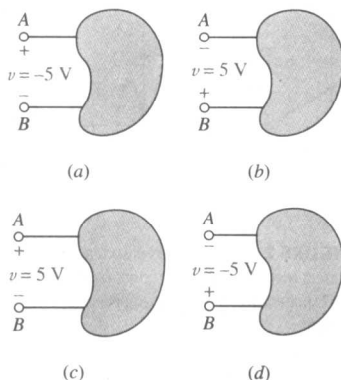 A
+
v = –5 V
–
B
(a)
A
–
v = 5 V
+
B
(b)
A
+
v = 5 V
–
B
(c)
A
–
v = –5 V
+
B
(d)